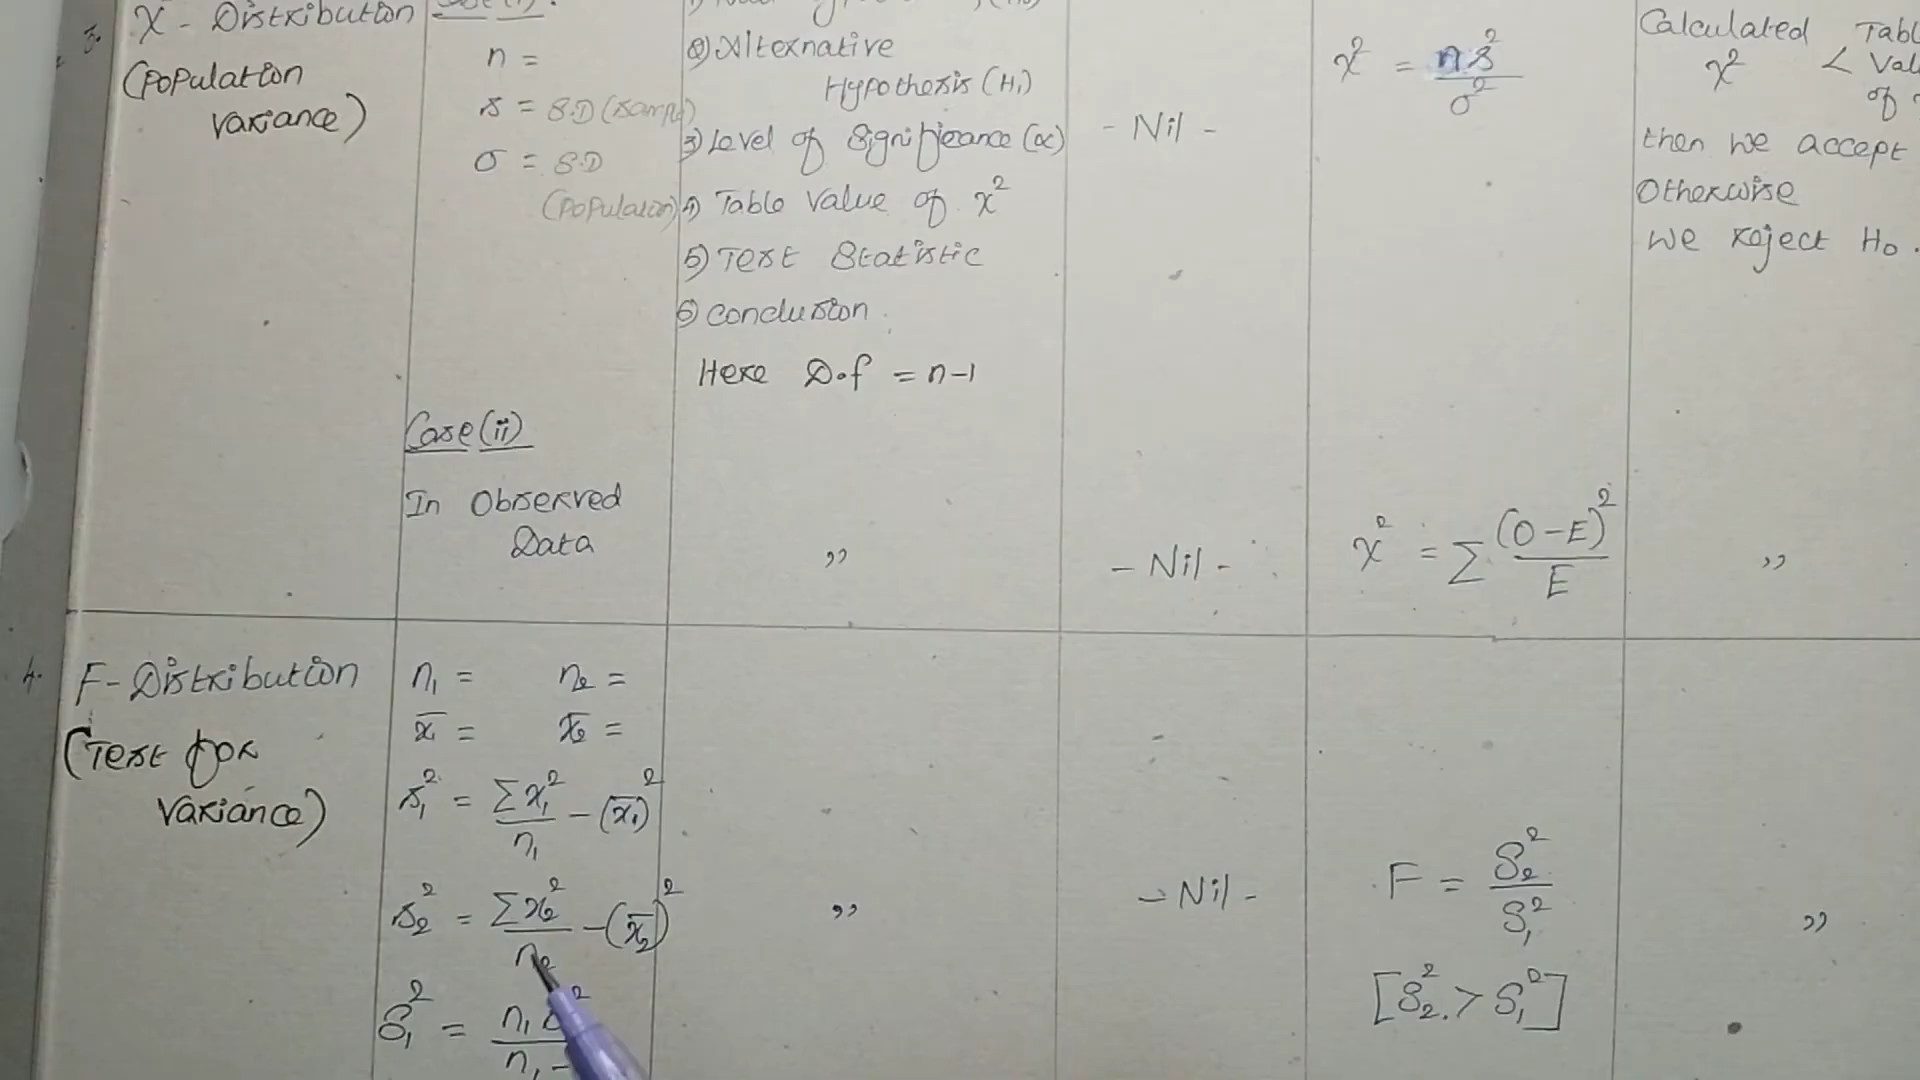 3. χ - Distribution
(Population
Variance)
n =
s = S.D (Sample)
σ = S.D
(Population)
2) Alternative
Hypothesis (H₁)
3) Level of Significance (α)
4) Table Value of χ²
5) Test Statistic
6) Conclusion.
Here D.f = n-1
- Nil -
χ² = ns²/σ²
Calculated
χ² <
of
then we accept
Otherwise
we reject H₀.
Case (ii)
In Observed
Data
,,
- Nil -
χ² = Σ (O-E)²/E
,,
4. F- Distribution
(Test for
Variance)
n₁ = n₂ =
x̄ = x̄₂ =
s₁² = Σx₁²/n₁ - (x̄₁)²
s₂² = Σx₂²/n₂ - (x̄₂)²
S₁² =
,,
- Nil -
F = S₂²/S₁²
[S₂² > S₁²]
,,